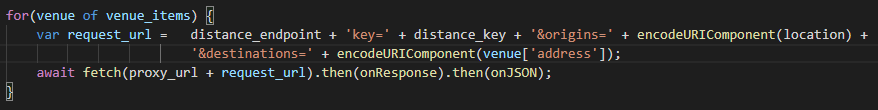 for(venue of venue_items) {
    var request_url =   distance_endpoint + 'key=' + distance_key + '&origins=' + encodeURIComponent(location) +
                        '&destinations=' + encodeURIComponent(venue['address']);
    await fetch(proxy_url + request_url).then(onResponse).then(onJSON);
}